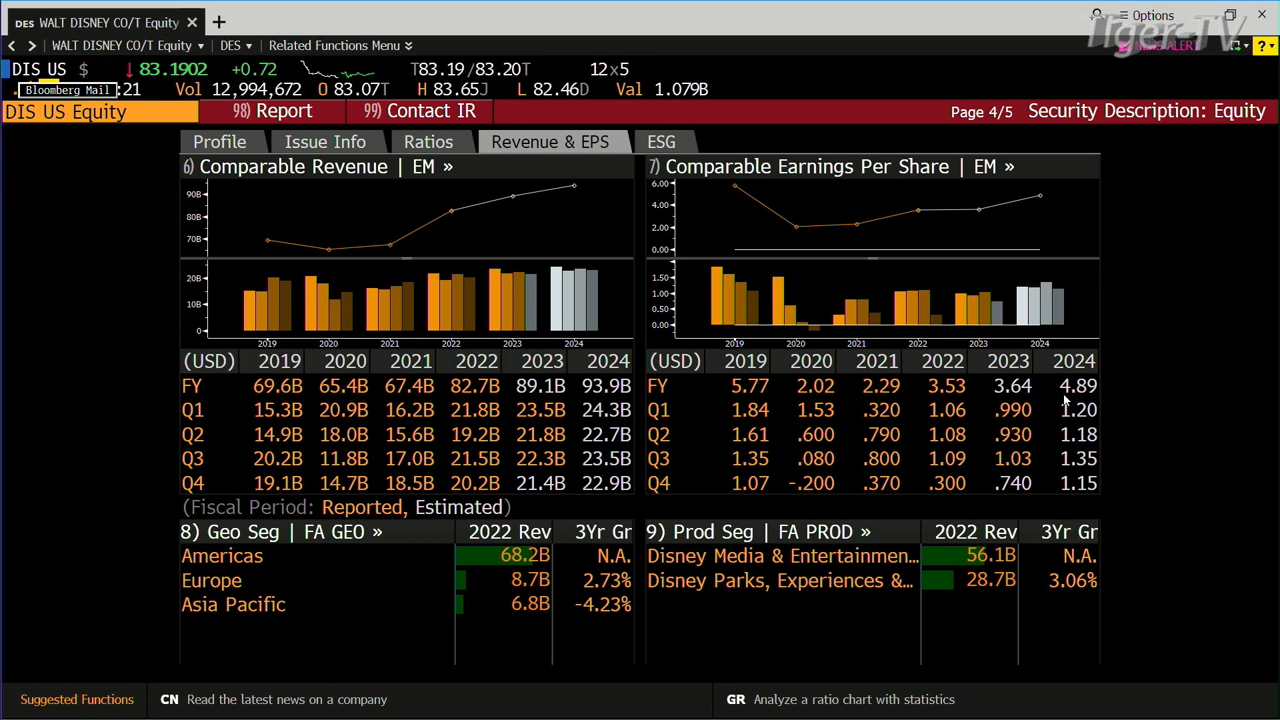 DES WALT DISNEY CO/T Equity × +
Options
Tiger-TV
< > WALT DISNEY CO/T Equity ▾ DES ▾ Related Functions Menu
NEWS ALERT
?
DIS US $ ↓ 83.1902 +0.72 T83.19/83.20T 12×5
Bloomberg Mail :21 Vol 12,994,672 O 83.07T H 83.65J L 82.46D Val 1.079B
DIS US Equity 98) Report 99) Contact IR Page 4/5 Security Description: Equity
Profile Issue Info Ratios Revenue & EPS ESG
6) Comparable Revenue | EM »
90B
80B
70B
20B
10B
0
2019 2020 2021 2022 2023 2024
(USD) 2019 2020 2021 2022 2023 2024
FY 69.6B 65.4B 67.4B 82.7B 89.1B 93.9B
Q1 15.3B 20.9B 16.2B 21.8B 23.5B 24.3B
Q2 14.9B 18.0B 15.6B 19.2B 21.8B 22.7B
Q3 20.2B 11.8B 17.0B 21.5B 22.3B 23.5B
Q4 19.1B 14.7B 18.5B 20.2B 21.4B 22.9B
7) Comparable Earnings Per Share | EM »
6.00
4.00
2.00
0.00
1.50
1.00
0.50
0.00
2019 2020 2021 2022 2023 2024
(USD) 2019 2020 2021 2022 2023 2024
FY 5.77 2.02 2.29 3.53 3.64 4.89
Q1 1.84 1.53 .320 1.06 .990 1.20
Q2 1.61 .600 .790 1.08 .930 1.18
Q3 1.35 .080 .800 1.09 1.03 1.35
Q4 1.07 -.200 .370 .300 .740 1.15
(Fiscal Period: Reported, Estimated)
8) Geo Seg | FA GEO » 2022 Rev 3Yr Gr
Americas 68.2B N.A.
Europe 8.7B 2.73%
Asia Pacific 6.8B -4.23%
9) Prod Seg | FA PROD » 2022 Rev 3Yr Gr
Disney Media & Entertainmen... 56.1B N.A.
Disney Parks, Experiences &... 28.7B 3.06%
Suggested Functions CN Read the latest news on a company GR Analyze a ratio chart with statistics